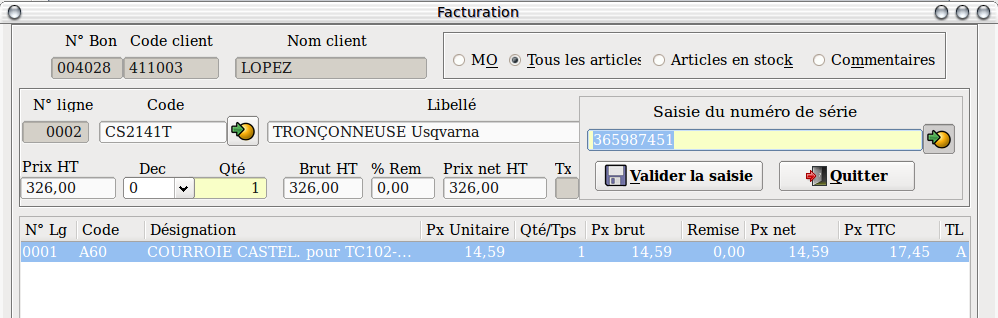 Facturation
N° Bon Code client Nom client
004028 411003 LOPEZ
MO Tous les articles Articles en stock Commentaires
N° ligne Code Libellé
0002 CS2141T TRONÇONNEUSE Usqvarna
Saisie du numéro de série
365987451
Valider la saisie Quitter
Prix HT Dec Qté Brut HT % Rem Prix net HT Tx
326,00 0 1 326,00 0,00 326,00
N° Lg Code Désignation Px Unitaire Qté/Tps Px brut Remise Px net Px TTC TL
0001 A60 COURROIE CASTEL. pour TC102-... 14,59 1 14,59 0,00 14,59 17,45 A